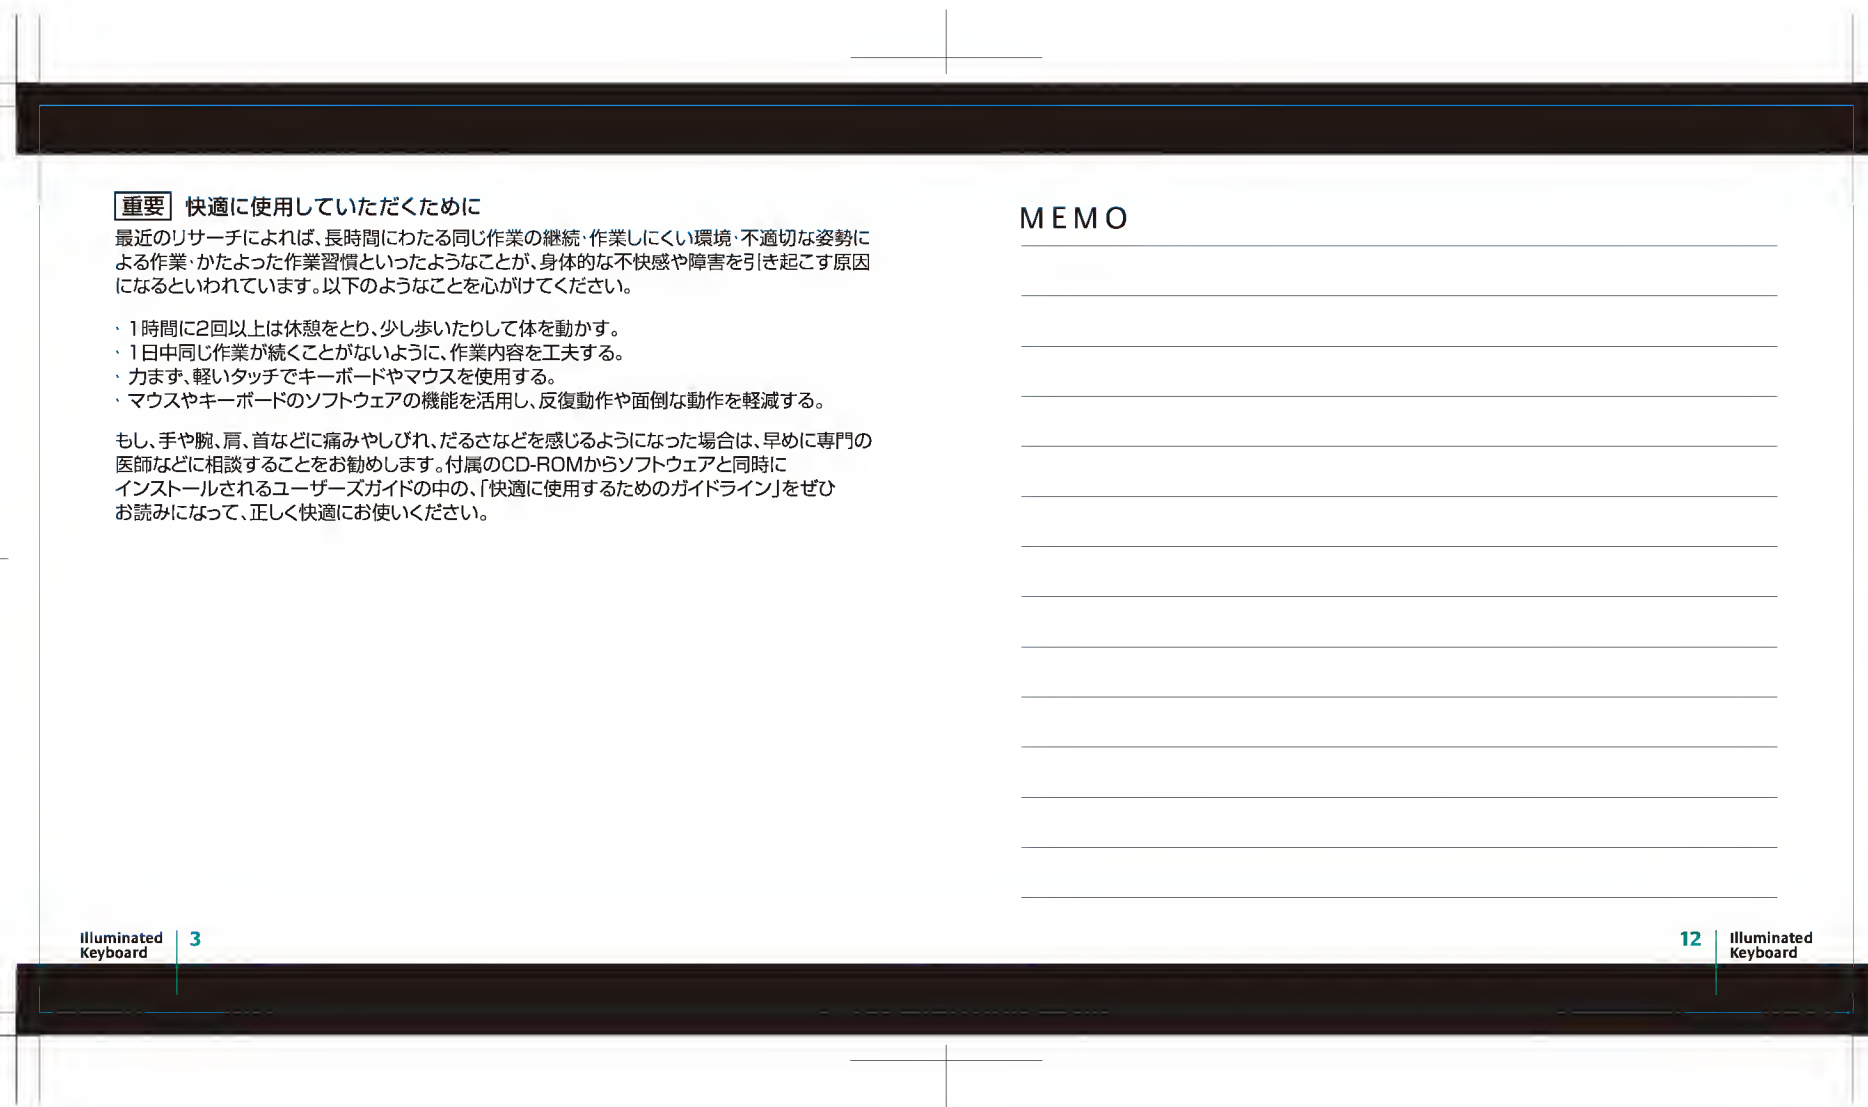 重要 快適に使用していただくために
最近のリサーチによれば、長時間にわたる同じ作業の継続・作業しにくい環境・不適切な姿勢に
よる作業・かたよった作業習慣といったようなことが、身体的な不快感や障害を引き起こす原因
になるといわれています。以下のようなことを心がけてください。
・ 1時間に2回以上は休憩をとり、少し歩いたりして体を動かす。
・ 1日中同じ作業が続くことがないように、作業内容を工夫する。
・ 力まず、軽いタッチでキーボードやマウスを使用する。
・ マウスやキーボードのソフトウェアの機能を活用し、反復動作や面倒な動作を軽減する。
もし、手や腕、肩、首などに痛みやしびれ、だるさなどを感じるようになった場合は、早めに専門の
医師などに相談することをお勧めします。付属のCD-ROMからソフトウェアと同時に
インストールされるユーザーズガイドの中の、「快適に使用するためのガイドライン」をぜひ
お読みになって、正しく快適にお使いください。
Illuminated
Keyboard
3
MEMO
12
Illuminated
Keyboard